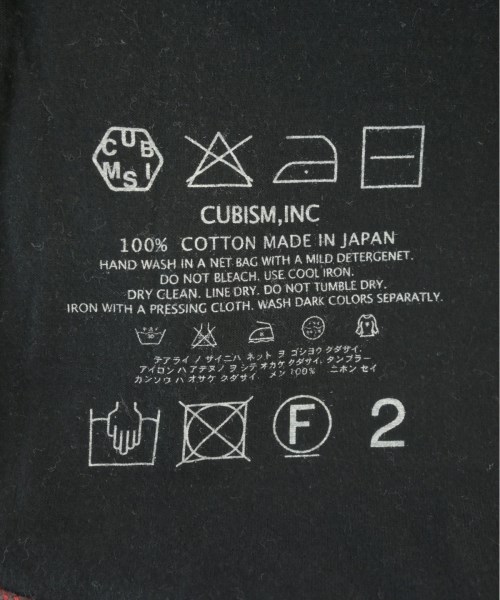 CUBISM
CUBISM,INC
100% COTTON MADE IN JAPAN
HAND WASH IN A NET BAG WITH A MILD DETERGENET.
DO NOT BLEACH. USE COOL IRON.
DRY CLEAN. LINE DRY. DO NOT TUMBLE DRY.
IRON WITH A PRESSING CLOTH. WASH DARK COLORS SEPARATLY.
テアライ ノ サイニハ ネット ヲ ゴシヨウ クダサイ.
アイロン ハ アテヌノ ヲ シテ オカケ クダサイ. タンブラー
カンソウ ハ オサケ クダサイ. メン 100% ニホン セイ
F 2